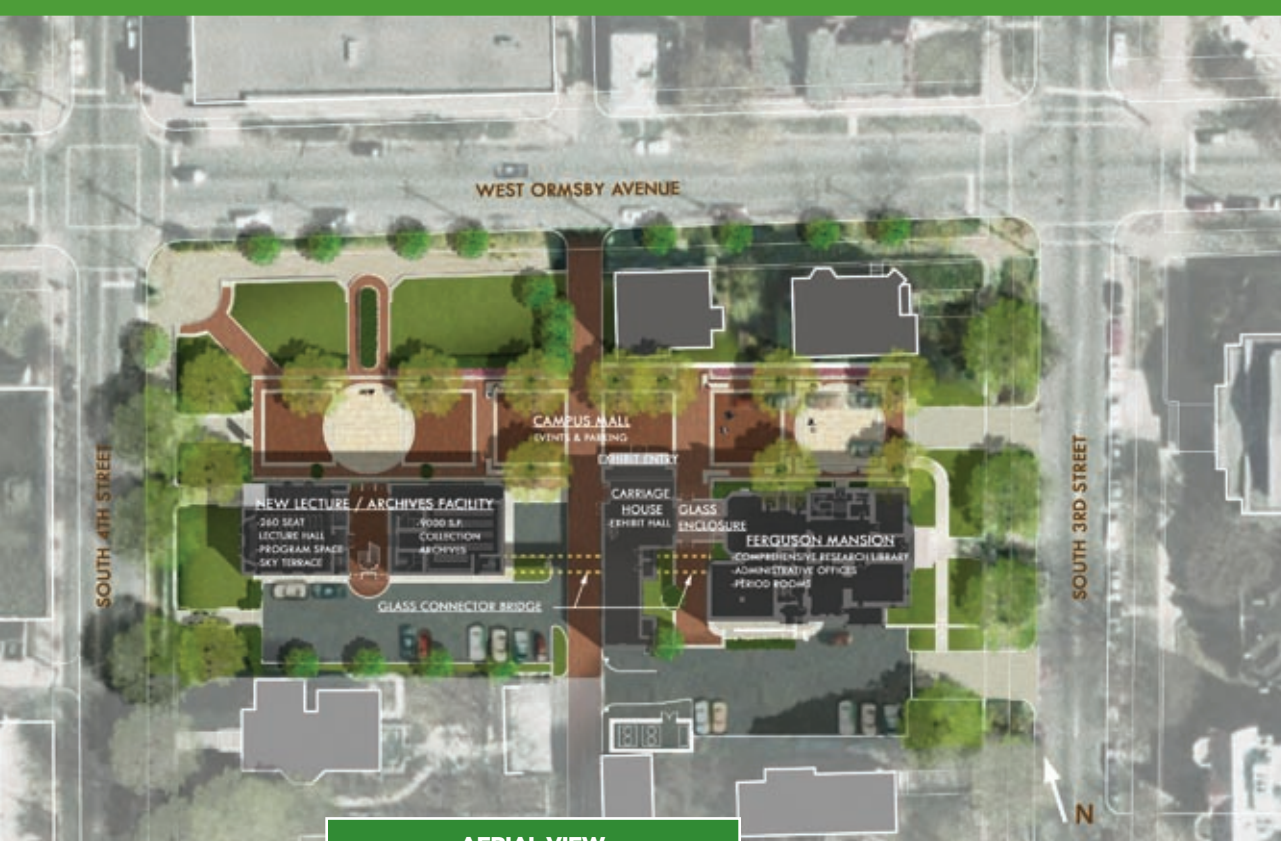 WEST ORMSBY AVENUE
CAMPUS MALL
-EVENTS & PARKING
EXHIBIT ENTRY
SOUTH 4TH STREET
NEW LECTURE / ARCHIVES FACILITY
-260 SEAT
LECTURE HALL
-PROGRAM SPACE
-SKY TERRACE
-9000 S.F.
COLLECTION
ARCHIVES
CARRIAGE
HOUSE
-EXHIBIT HALL
GLASS
ENCLOSURE
FERGUSON MANSION
-COMPREHENSIVE RESEARCH LIBRARY
-ADMINISTRATIVE OFFICES
-PERIOD ROOMS
GLASS CONNECTOR BRIDGE
SOUTH 3RD STREET
N
AERIAL VIEW